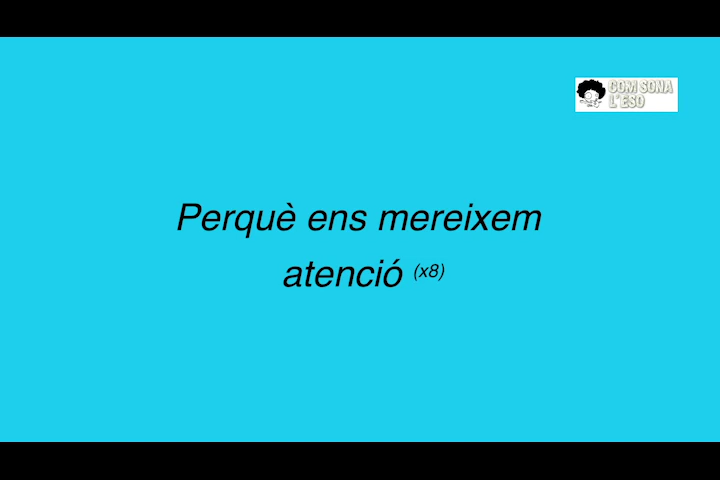 COM SONA
L'ESO
Perquè ens mereixem
atenció (x8)